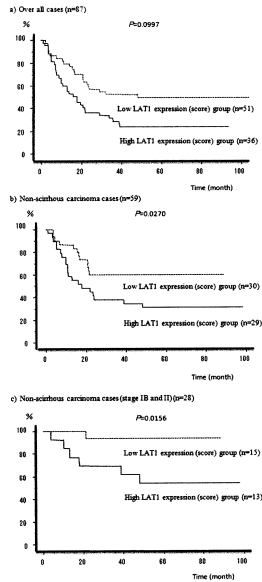 a) Over all cases (n=87)
% P=0.0997
100
80
60
40
20
0
Low LAT1 expression (score) group (n=51)
High LAT1 expression (score) group (n=36)
0 20 40 60 80 100
Time (month)
b) Non-scirrhous carcinoma cases (n=59)
% P=0.0270
100
80
60
40
20
0
Low LAT1 expression (score) group (n=30)
High LAT1 expression (score) group (n=29)
0 20 40 60 80 100
Time (month)
c) Non-scirrhous carcinoma cases (stage IB and II) (n=28)
% P=0.0156
100
80
60
40
20
0
Low LAT1 expression (score) group (n=15)
High LAT1 expression (score) group (n=13)
0 20 40 60 80 100
Time (month)